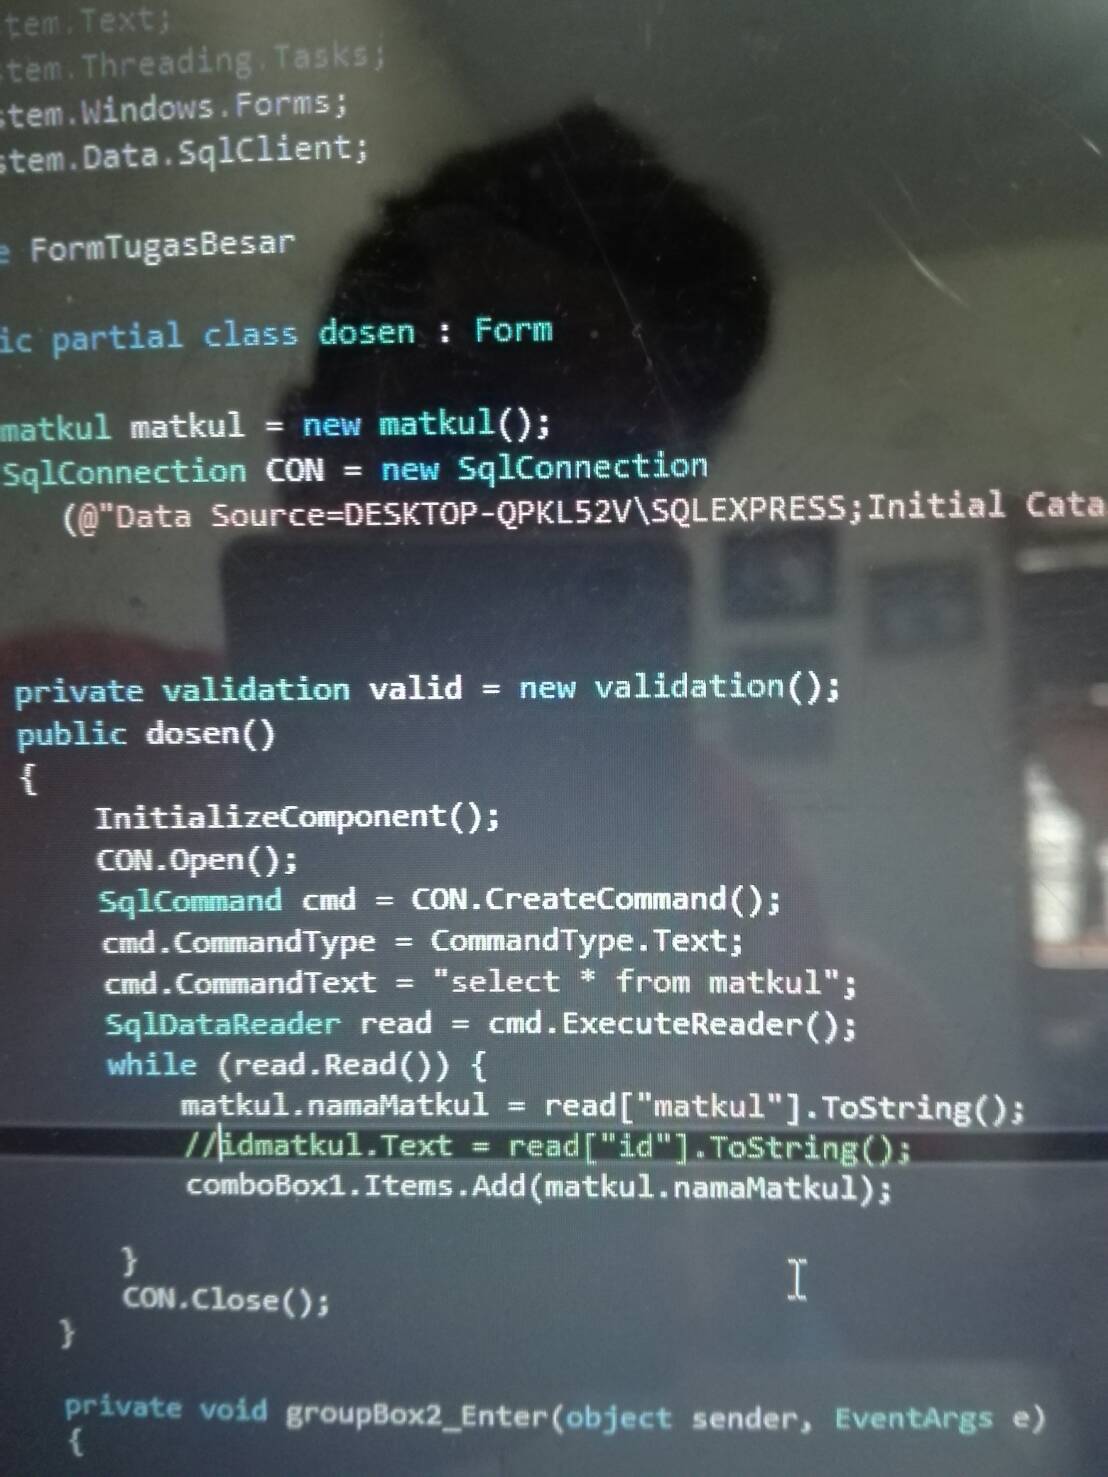 tem.Text;
stem.Threading.Tasks;
stem.Windows.Forms;
stem.Data.SqlClient;
e FormTugasBesar
ic partial class dosen : Form
matkul matkul = new matkul();
SqlConnection CON = new SqlConnection
(@"Data Source=DESKTOP-QPKL52V\SQLEXPRESS;Initial Cata
private validation valid = new validation();
public dosen()
{
InitializeComponent();
CON.Open();
SqlCommand cmd = CON.CreateCommand();
cmd.CommandType = CommandType.Text;
cmd.CommandText = "select * from matkul";
SqlDataReader read = cmd.ExecuteReader();
while (read.Read()) {
matkul.namaMatkul = read["matkul"].ToString();
//idmatkul.Text = read["id"].ToString();
comboBox1.Items.Add(matkul.namaMatkul);
}
CON.Close();
}
private void groupBox2_Enter(object sender, EventArgs e)
{